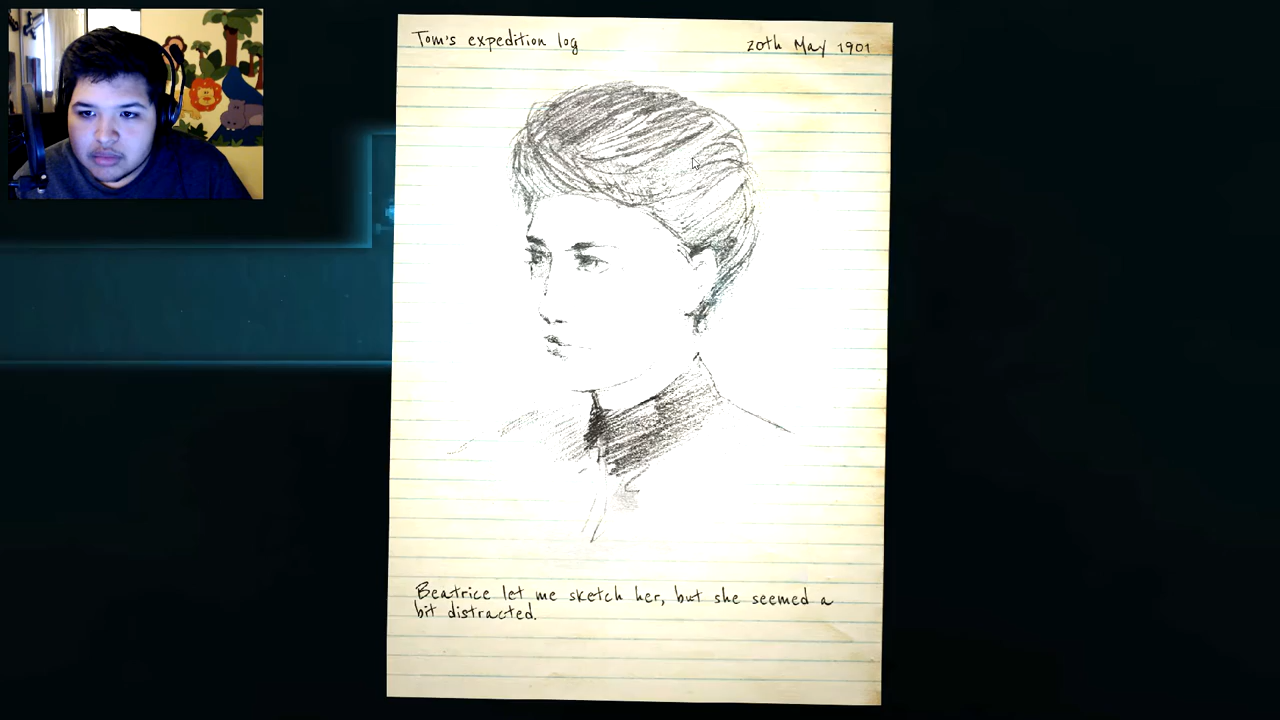 Tom's expedition log
20th May 1901
Beatrice let me sketch her, but she seemed a
bit distracted.